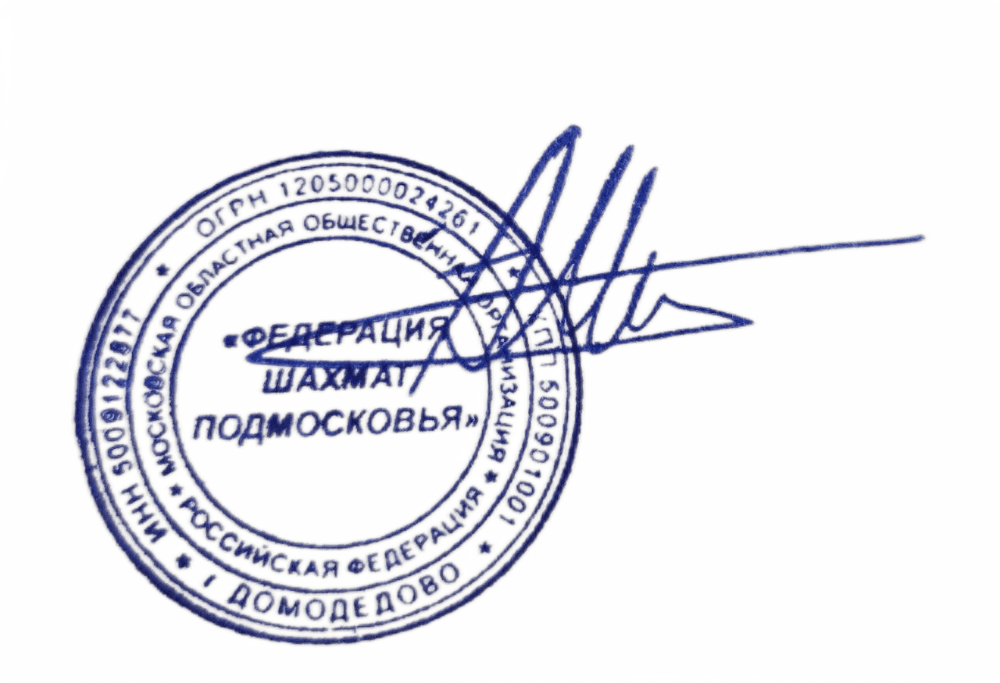 ОГРН 1205000024261 * КПП 500901001 * г ДОМОДЕДОВО * ИНН 5009122877 *
МОСКОВСКАЯ ОБЛАСТНАЯ ОБЩЕСТВЕННАЯ ОРГАНИЗАЦИЯ * РОССИЙСКАЯ ФЕДЕРАЦИЯ *
«ФЕДЕРАЦИЯ
ШАХМАТ
ПОДМОСКОВЬЯ»